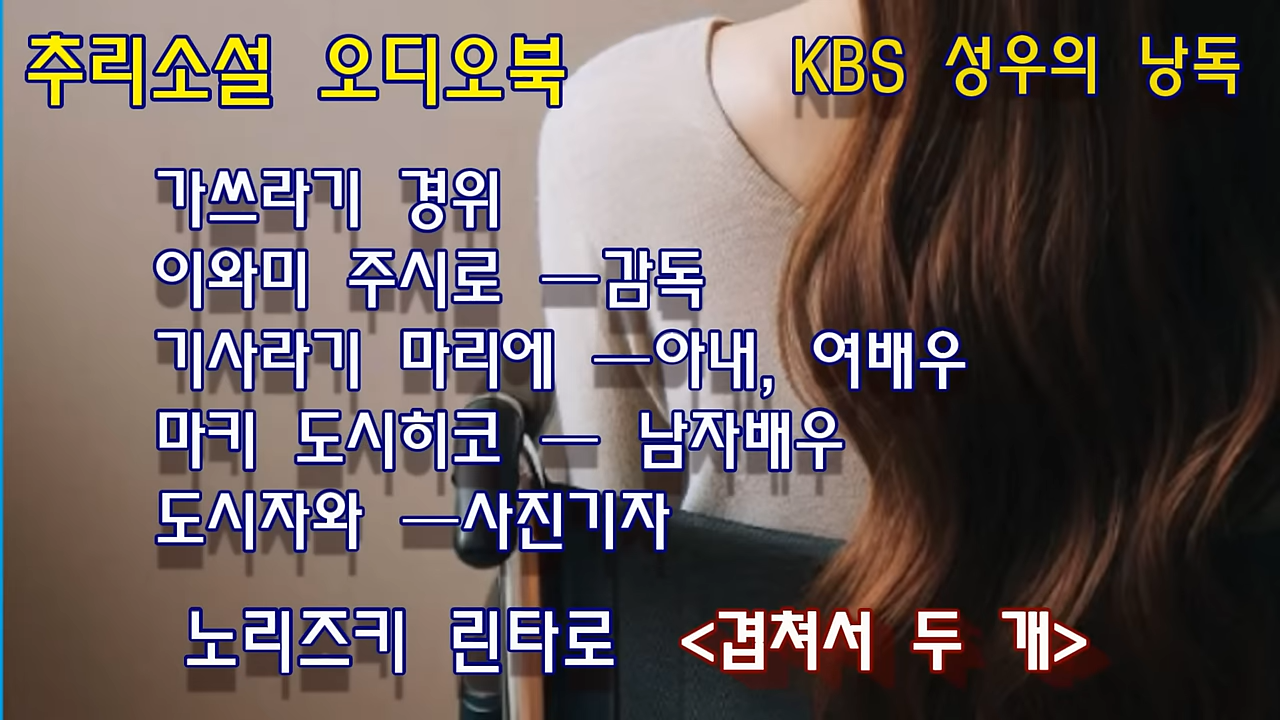 추리소설 오디오북 KBS 성우의 낭독
가쓰라기 경위
이와미 주시로 —감독
기사라기 마리에 —아내, 여배우
마키 도시히코 — 남자배우
도시자와 —사진기자
노리즈키 린타로 <겹쳐서 두 개>